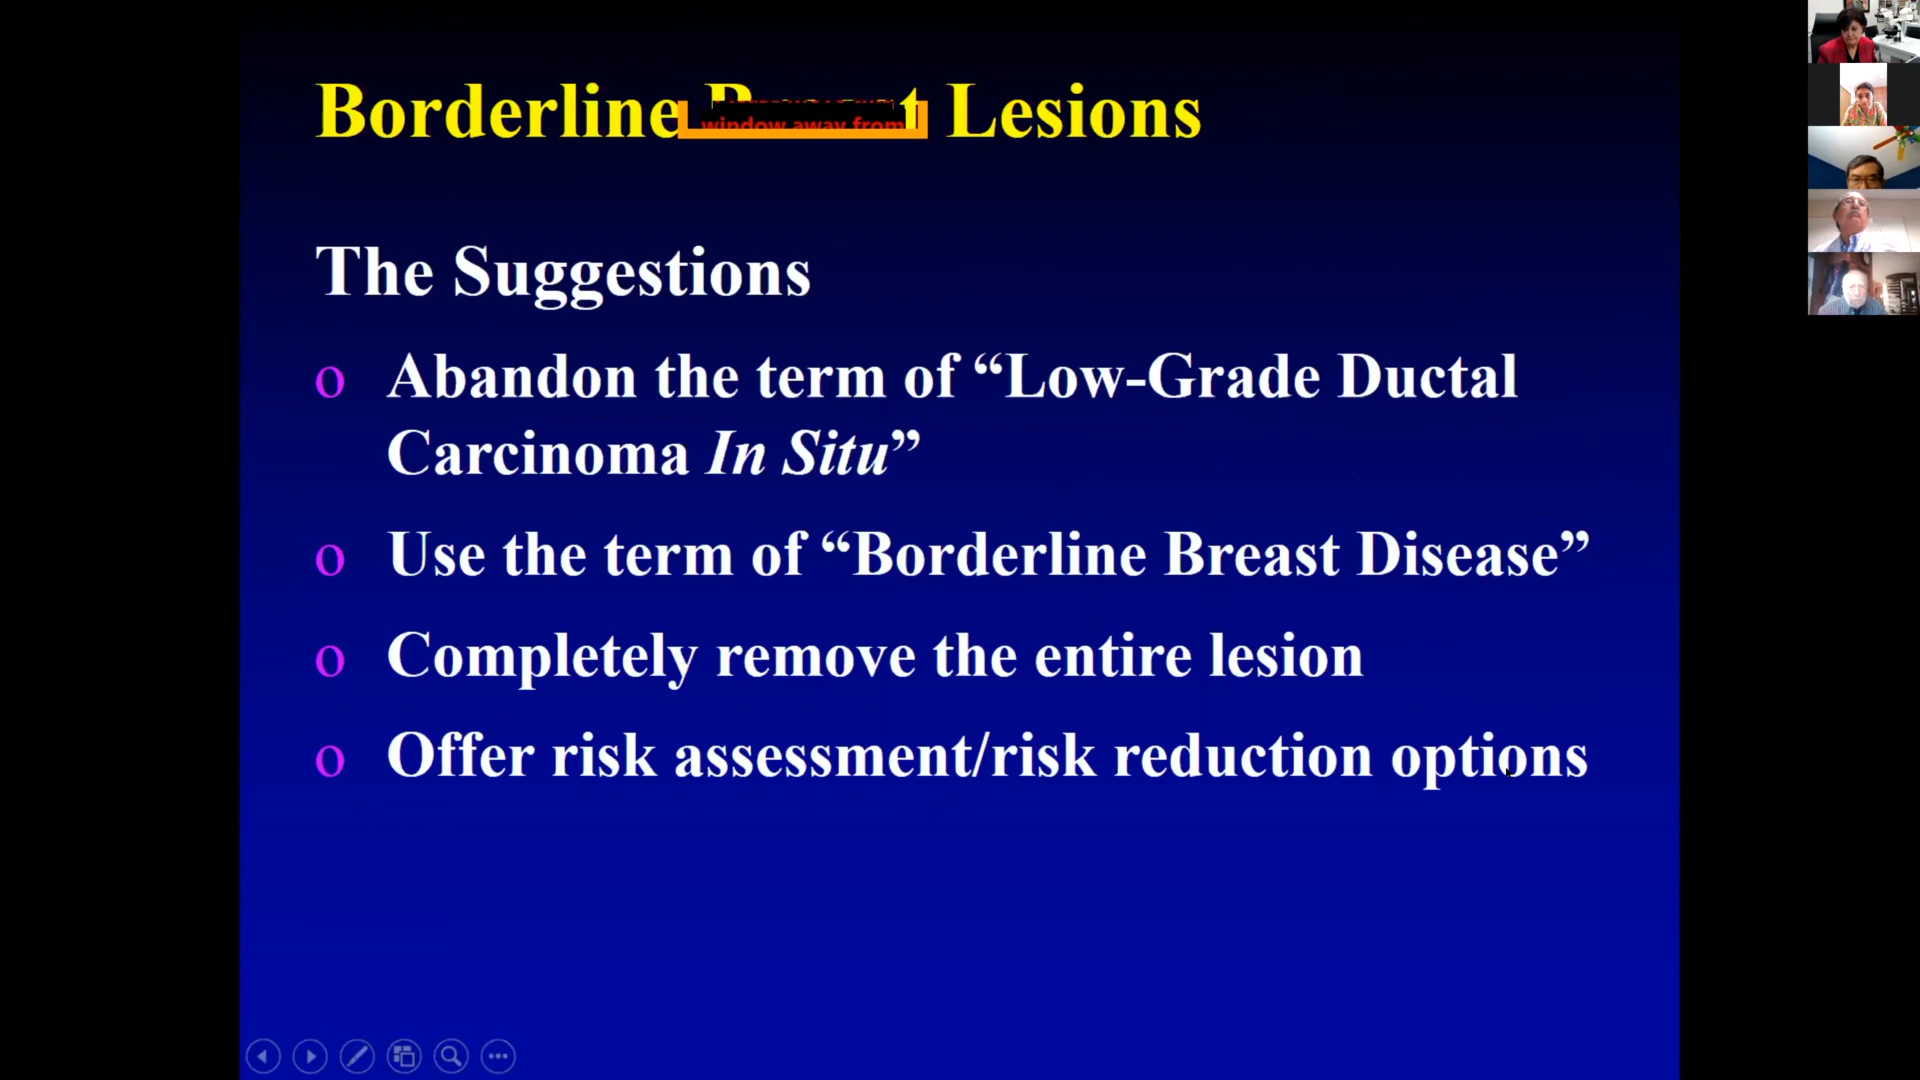 Borderline Lesions
window away from
The Suggestions
o Abandon the term of “Low-Grade Ductal
Carcinoma In Situ”
o Use the term of “Borderline Breast Disease”
o Completely remove the entire lesion
o Offer risk assessment/risk reduction options